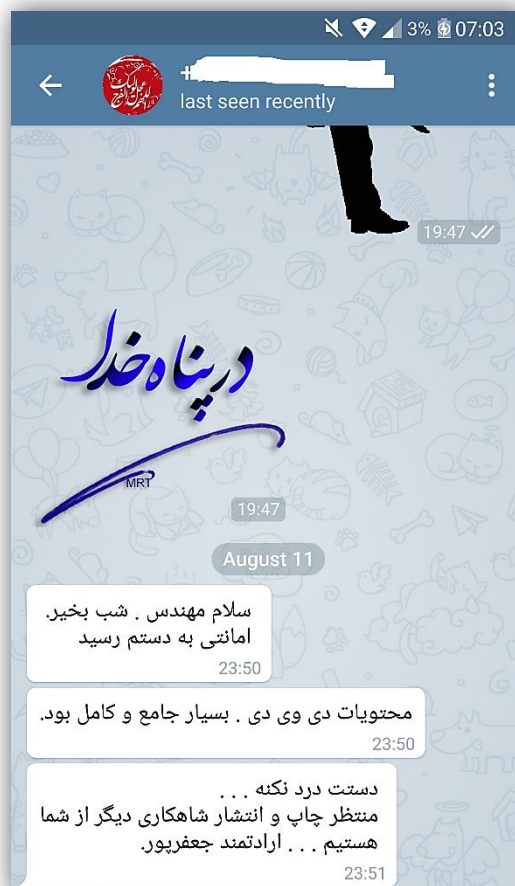 3% 07:03
last seen recently
19:47
در پناه خدا
MRT
19:47
August 11
سلام مهندس . شب بخیر.
امانتی به دستم رسید
23:50
محتویات دی وی دی . بسیار جامع و کامل بود.
23:50
دستت درد نکنه . . .
منتظر چاپ و انتشار شاهکاری دیگر از شما
هستیم . . . ارادتمند جعفرپور.
23:51